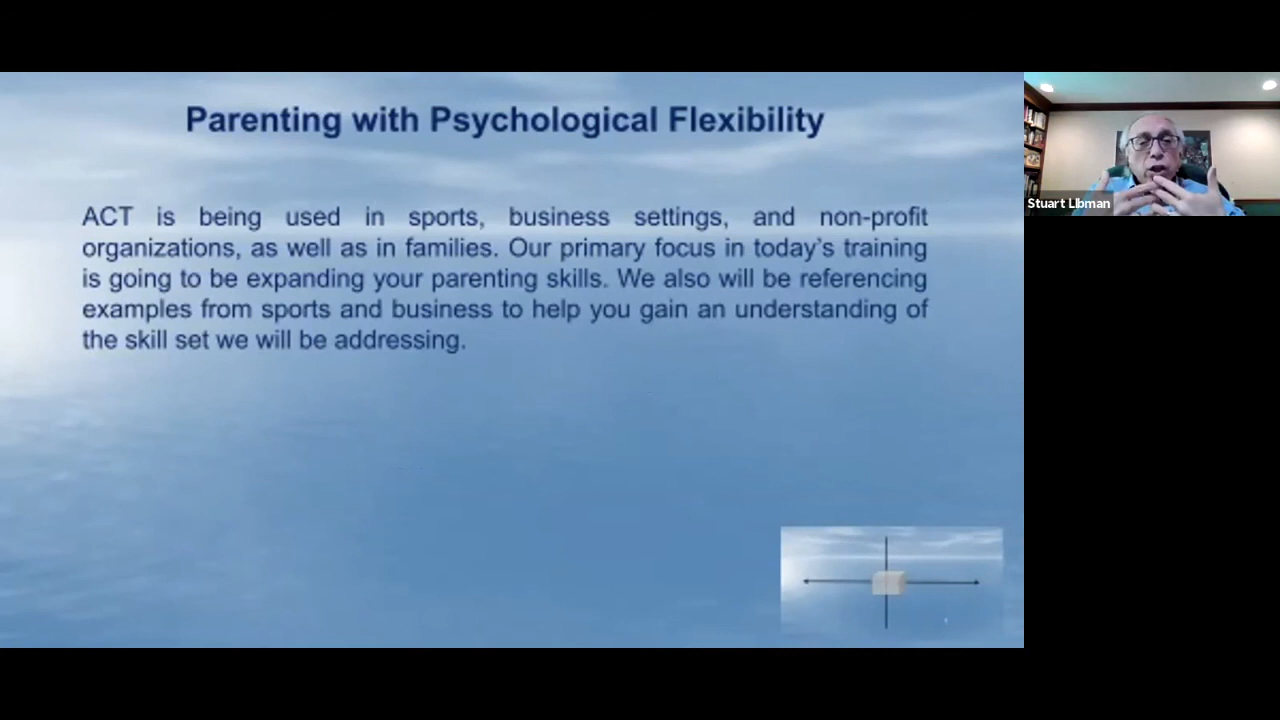 Parenting with Psychological Flexibility
ACT is being used in sports, business settings, and non-profit
organizations, as well as in families. Our primary focus in today’s training
is going to be expanding your parenting skills. We also will be referencing
examples from sports and business to help you gain an understanding of
the skill set we will be addressing.
Stuart Libman